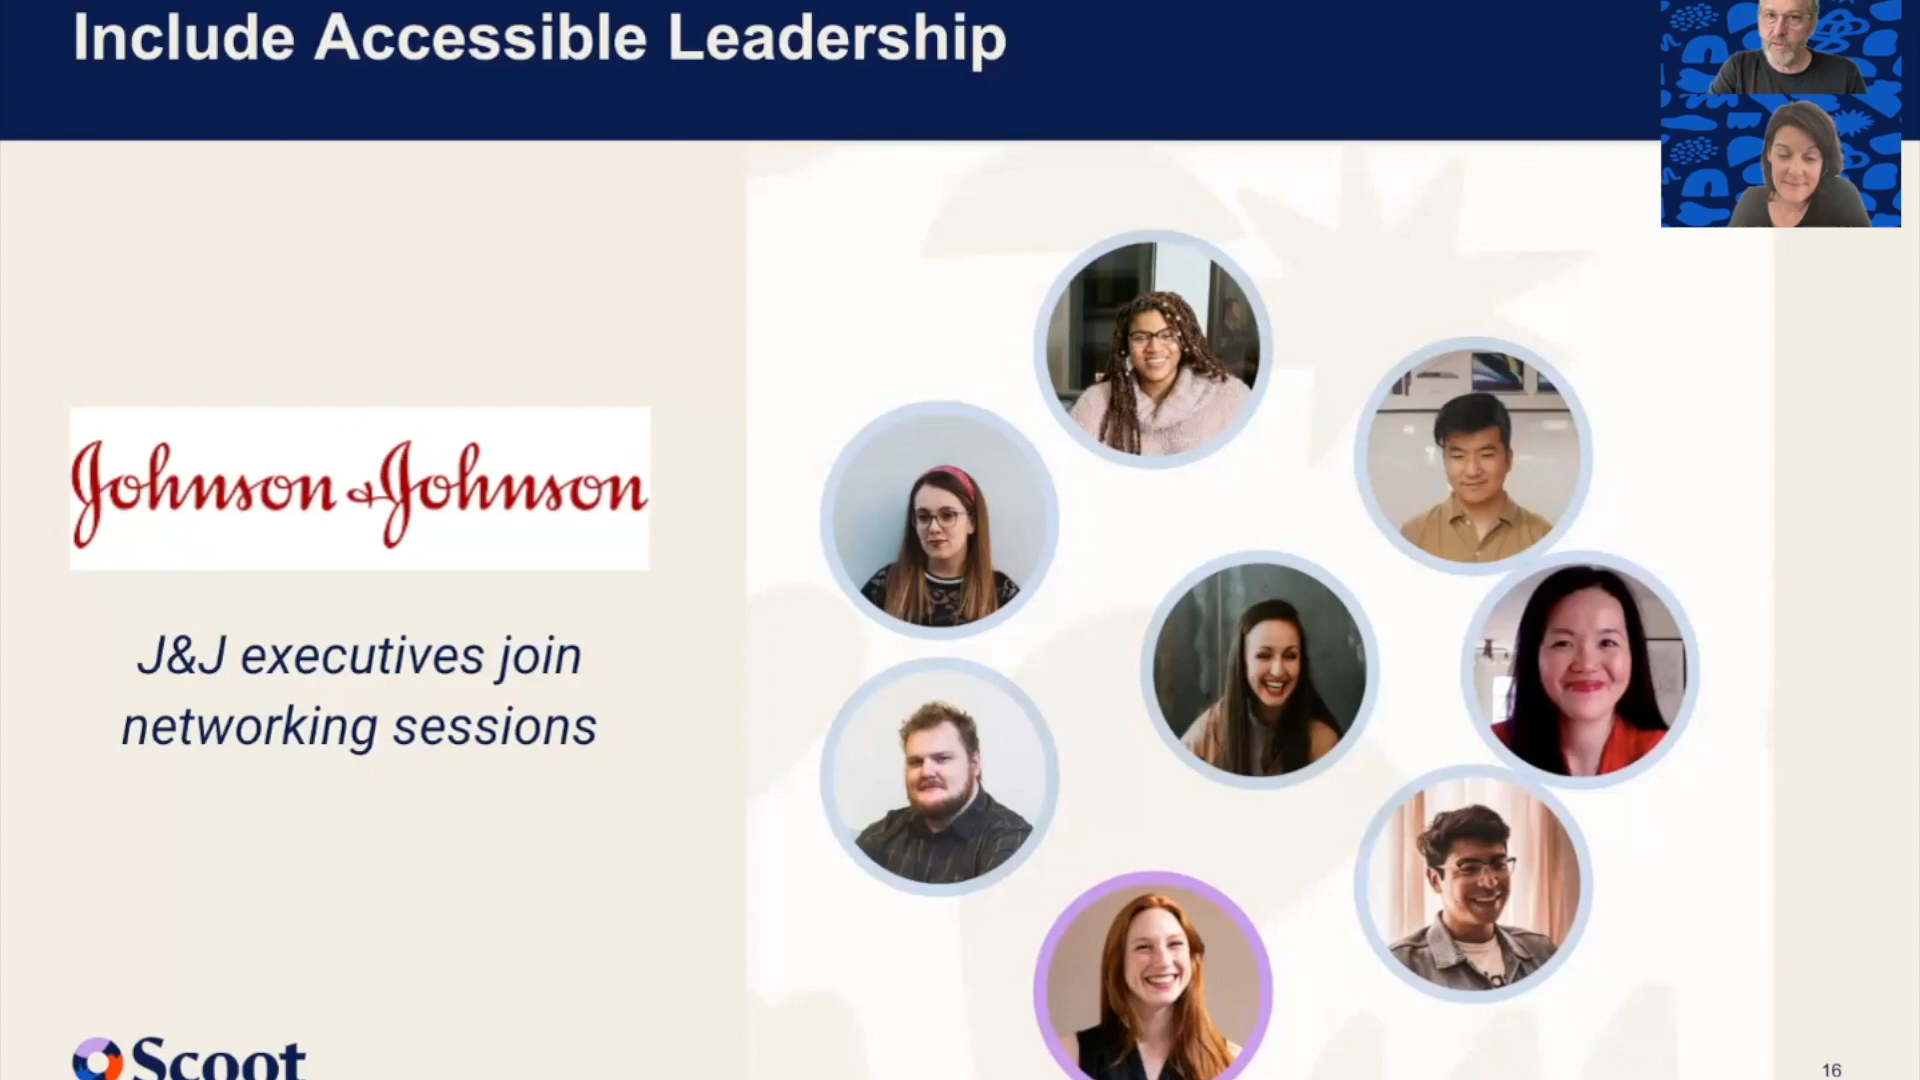 Include Accessible Leadership
Johnson & Johnson
J&J executives join
networking sessions
Scoot
16